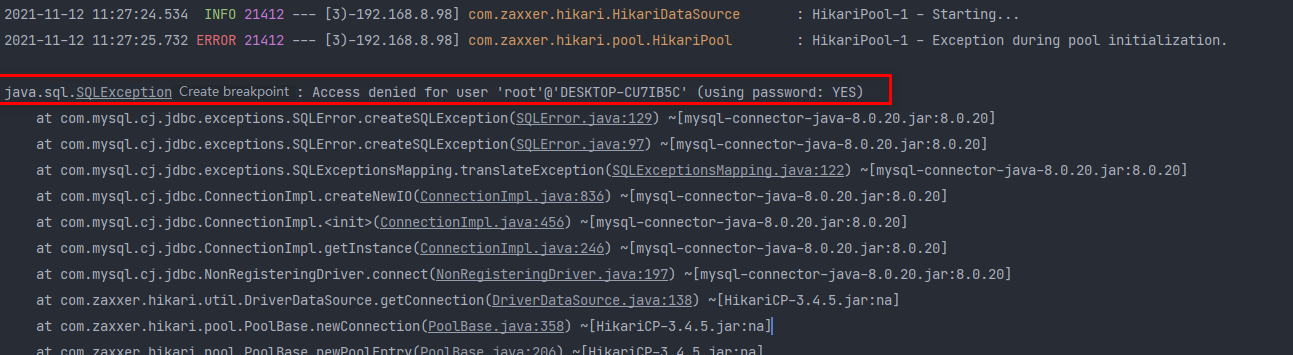 2021-11-12 11:27:24.534  INFO 21412 --- [3)-192.168.8.98] com.zaxxer.hikari.HikariDataSource       : HikariPool-1 - Starting...
2021-11-12 11:27:25.732 ERROR 21412 --- [3)-192.168.8.98] com.zaxxer.hikari.pool.HikariPool        : HikariPool-1 - Exception during pool initialization.
java.sql.SQLException Create breakpoint : Access denied for user 'root'@'DESKTOP-CU7IB5C' (using password: YES)
at com.mysql.cj.jdbc.exceptions.SQLError.createSQLException(SQLError.java:129) ~[mysql-connector-java-8.0.20.jar:8.0.20]
at com.mysql.cj.jdbc.exceptions.SQLError.createSQLException(SQLError.java:97) ~[mysql-connector-java-8.0.20.jar:8.0.20]
at com.mysql.cj.jdbc.exceptions.SQLExceptionsMapping.translateException(SQLExceptionsMapping.java:122) ~[mysql-connector-java-8.0.20.jar:8.0.20]
at com.mysql.cj.jdbc.ConnectionImpl.createNewIO(ConnectionImpl.java:836) ~[mysql-connector-java-8.0.20.jar:8.0.20]
at com.mysql.cj.jdbc.ConnectionImpl.<init>(ConnectionImpl.java:456) ~[mysql-connector-java-8.0.20.jar:8.0.20]
at com.mysql.cj.jdbc.ConnectionImpl.getInstance(ConnectionImpl.java:246) ~[mysql-connector-java-8.0.20.jar:8.0.20]
at com.mysql.cj.jdbc.NonRegisteringDriver.connect(NonRegisteringDriver.java:197) ~[mysql-connector-java-8.0.20.jar:8.0.20]
at com.zaxxer.hikari.util.DriverDataSource.getConnection(DriverDataSource.java:138) ~[HikariCP-3.4.5.jar:na]
at com.zaxxer.hikari.pool.PoolBase.newConnection(PoolBase.java:358) ~[HikariCP-3.4.5.jar:na]
at com.zaxxer.hikari.pool.PoolBase.newPoolEntry(PoolBase.java:206) ~[HikariCP-3.4.5.jar:na]